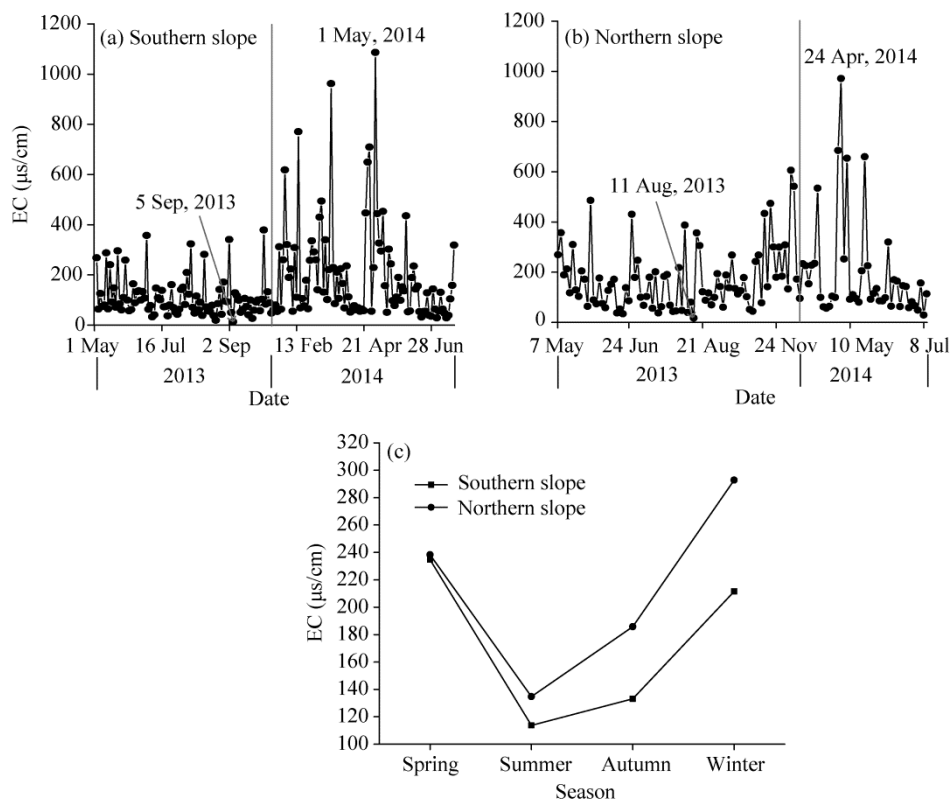 (a) Southern slope
1 May, 2014
5 Sep, 2013
EC (μs/cm)
1200
1000
800
600
400
200
0
1 May 16 Jul 2 Sep 13 Feb 21 Apr 28 Jun
2013 2014
Date
(b) Northern slope
24 Apr, 2014
11 Aug, 2013
1200
1000
800
600
400
200
0
7 May 24 Jun 21 Aug 24 Nov 10 May 8 Jul
2013 2014
Date
(c)
Southern slope
Northern slope
EC (μs/cm)
320
300
280
260
240
220
200
180
160
140
120
100
Spring Summer Autumn Winter
Season